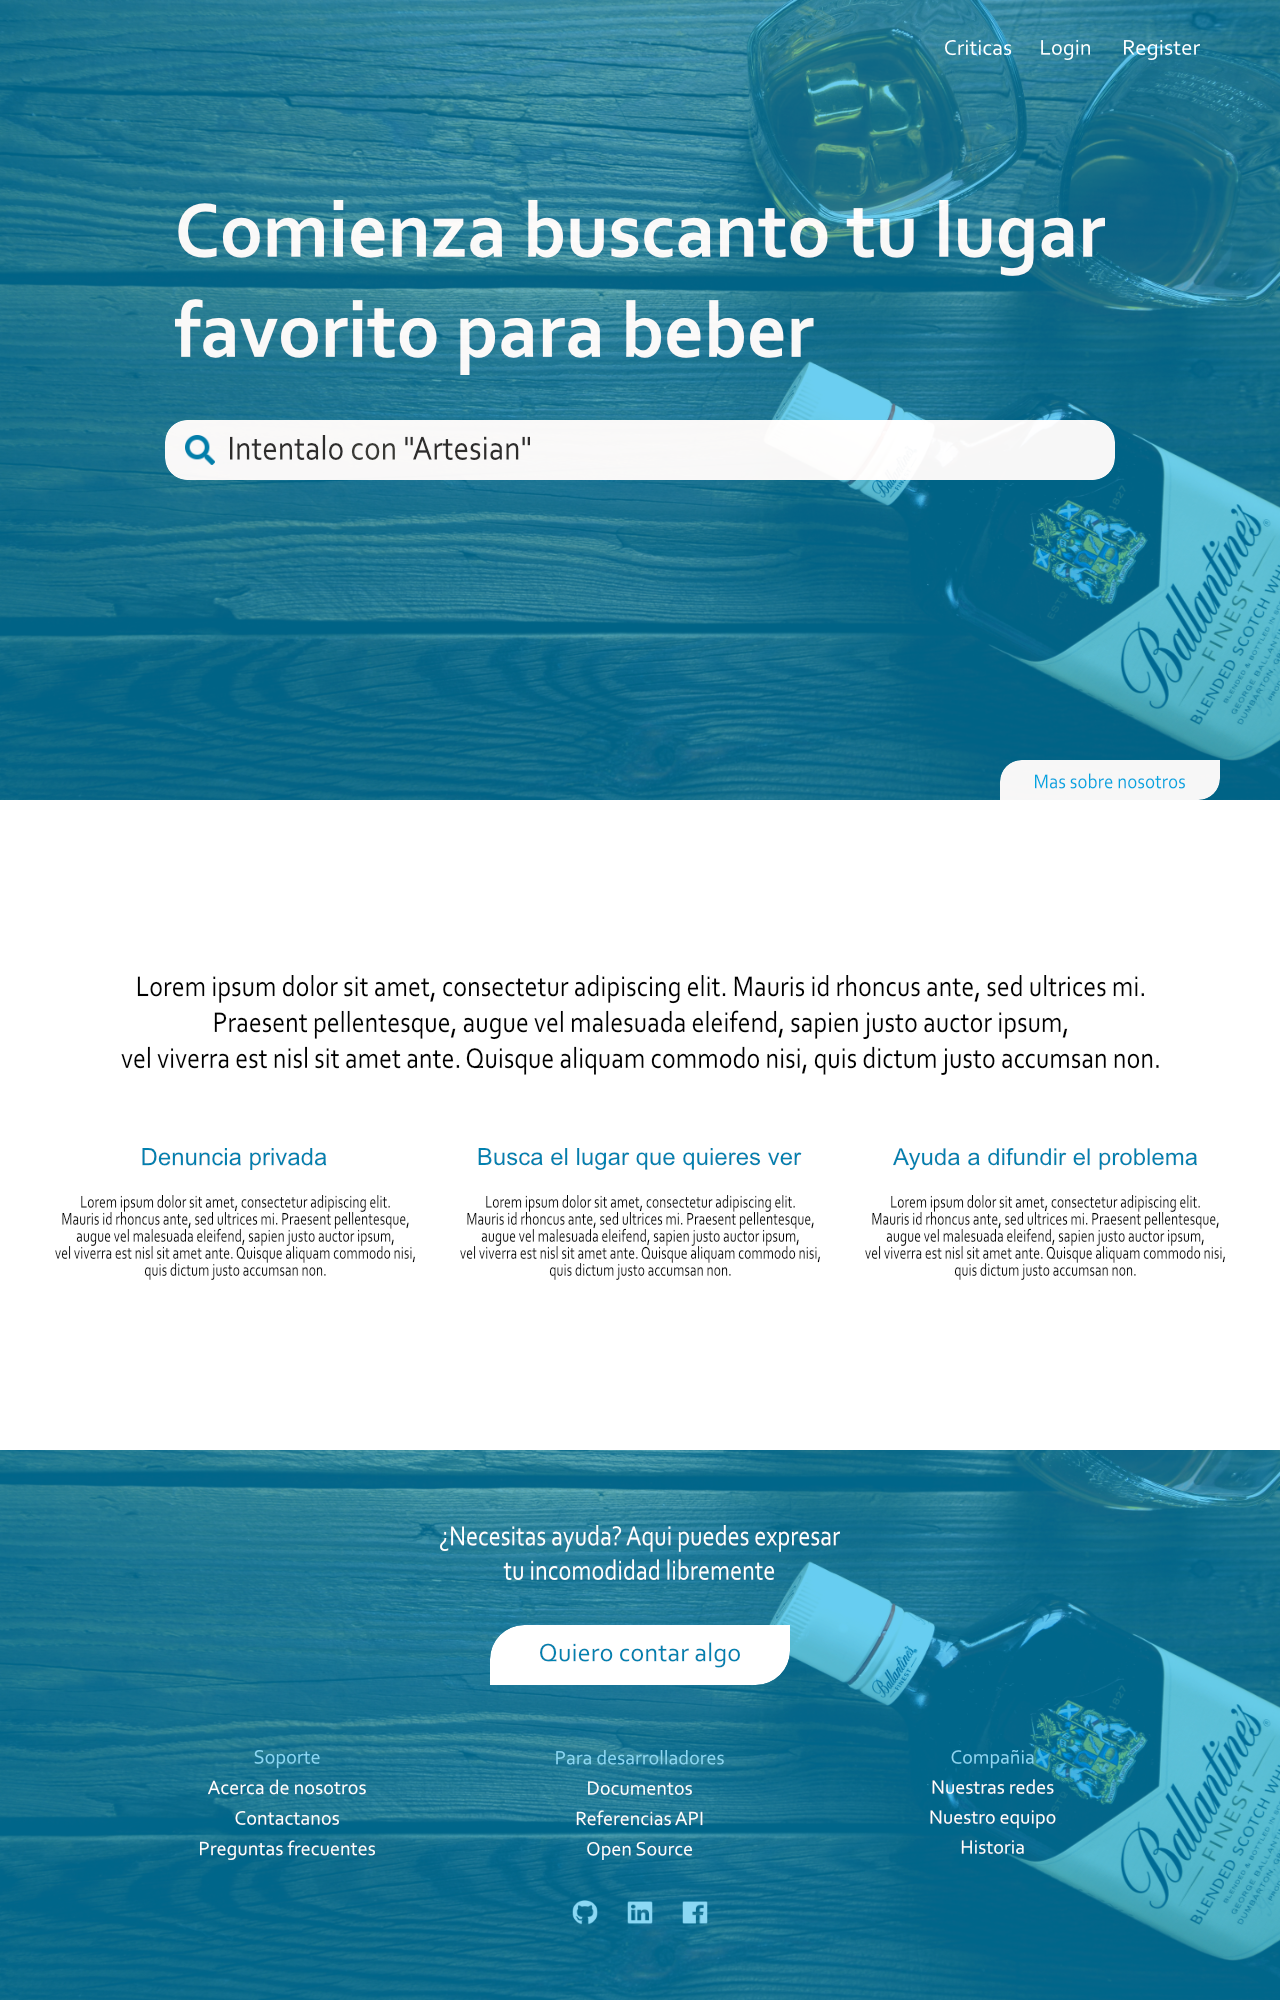 Criticas Login Register
Comienza buscanto tu lugar
favorito para beber
Intentalo con "Artesian"
Ballantine's
FINEST
BLENDED SCOTCH WHI
Mas sobre nosotros
Lorem ipsum dolor sit amet, consectetur adipiscing elit. Mauris id rhoncus ante, sed ultrices mi.
Praesent pellentesque, augue vel malesuada eleifend, sapien justo auctor ipsum,
vel viverra est nisl sit amet ante. Quisque aliquam commodo nisi, quis dictum justo accumsan non.
Denuncia privada
Lorem ipsum dolor sit amet, consectetur adipiscing elit.
Mauris id rhoncus ante, sed ultrices mi. Praesent pellentesque,
augue vel malesuada eleifend, sapien justo auctor ipsum,
vel viverra est nisl sit amet ante. Quisque aliquam commodo nisi,
quis dictum justo accumsan non.
Busca el lugar que quieres ver
Lorem ipsum dolor sit amet, consectetur adipiscing elit.
Mauris id rhoncus ante, sed ultrices mi. Praesent pellentesque,
augue vel malesuada eleifend, sapien justo auctor ipsum,
vel viverra est nisl sit amet ante. Quisque aliquam commodo nisi,
quis dictum justo accumsan non.
Ayuda a difundir el problema
Lorem ipsum dolor sit amet, consectetur adipiscing elit.
Mauris id rhoncus ante, sed ultrices mi. Praesent pellentesque,
augue vel malesuada eleifend, sapien justo auctor ipsum,
vel viverra est nisl sit amet ante. Quisque aliquam commodo nisi,
quis dictum justo accumsan non.
¿Necesitas ayuda? Aqui puedes expresar
tu incomodidad libremente
Quiero contar algo
Soporte
Acerca de nosotros
Contactanos
Preguntas frecuentes
Para desarrolladores
Documentos
Referencias API
Open Source
Compañia
Nuestras redes
Nuestro equipo
Historia
Ballantine's
FINEST
Ballantine's
FINEST
BLENDED SCOTCH WHI